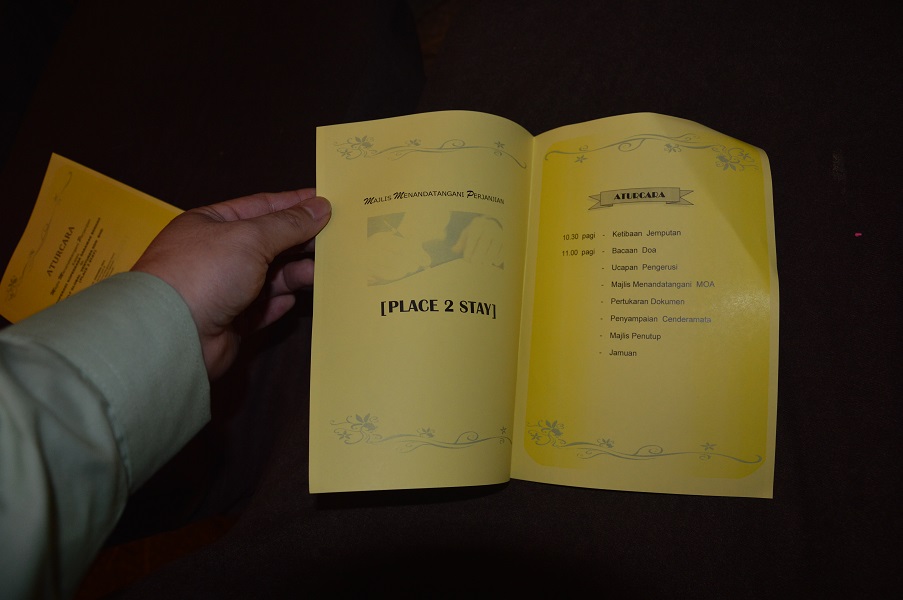 ATURCARA
MAJLIS MENANDATANGANI PERJANJIAN
[PLACE 2 STAY]
ATURCARA
10.30 pagi - Ketibaan Jemputan
11.00 pagi - Bacaan Doa
- Ucapan Pengerusi
- Majlis Menandatangani MOA
- Pertukaran Dokumen
- Penyampaian Cenderamata
- Majlis Penutup
- Jamuan